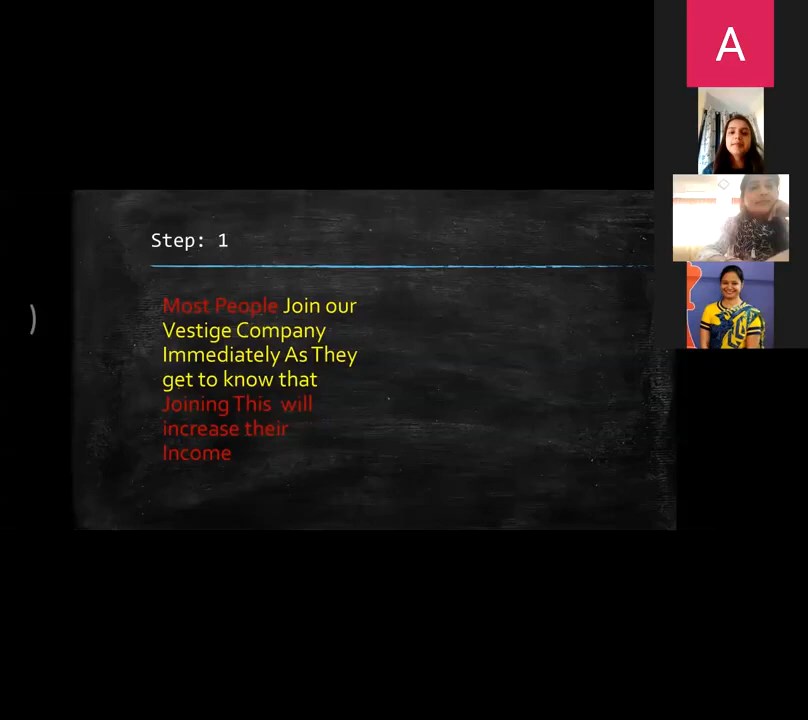 A
Step: 1
Most People Join our
Vestige Company
Immediately As They
get to know that
Joining This will
increase their
Income